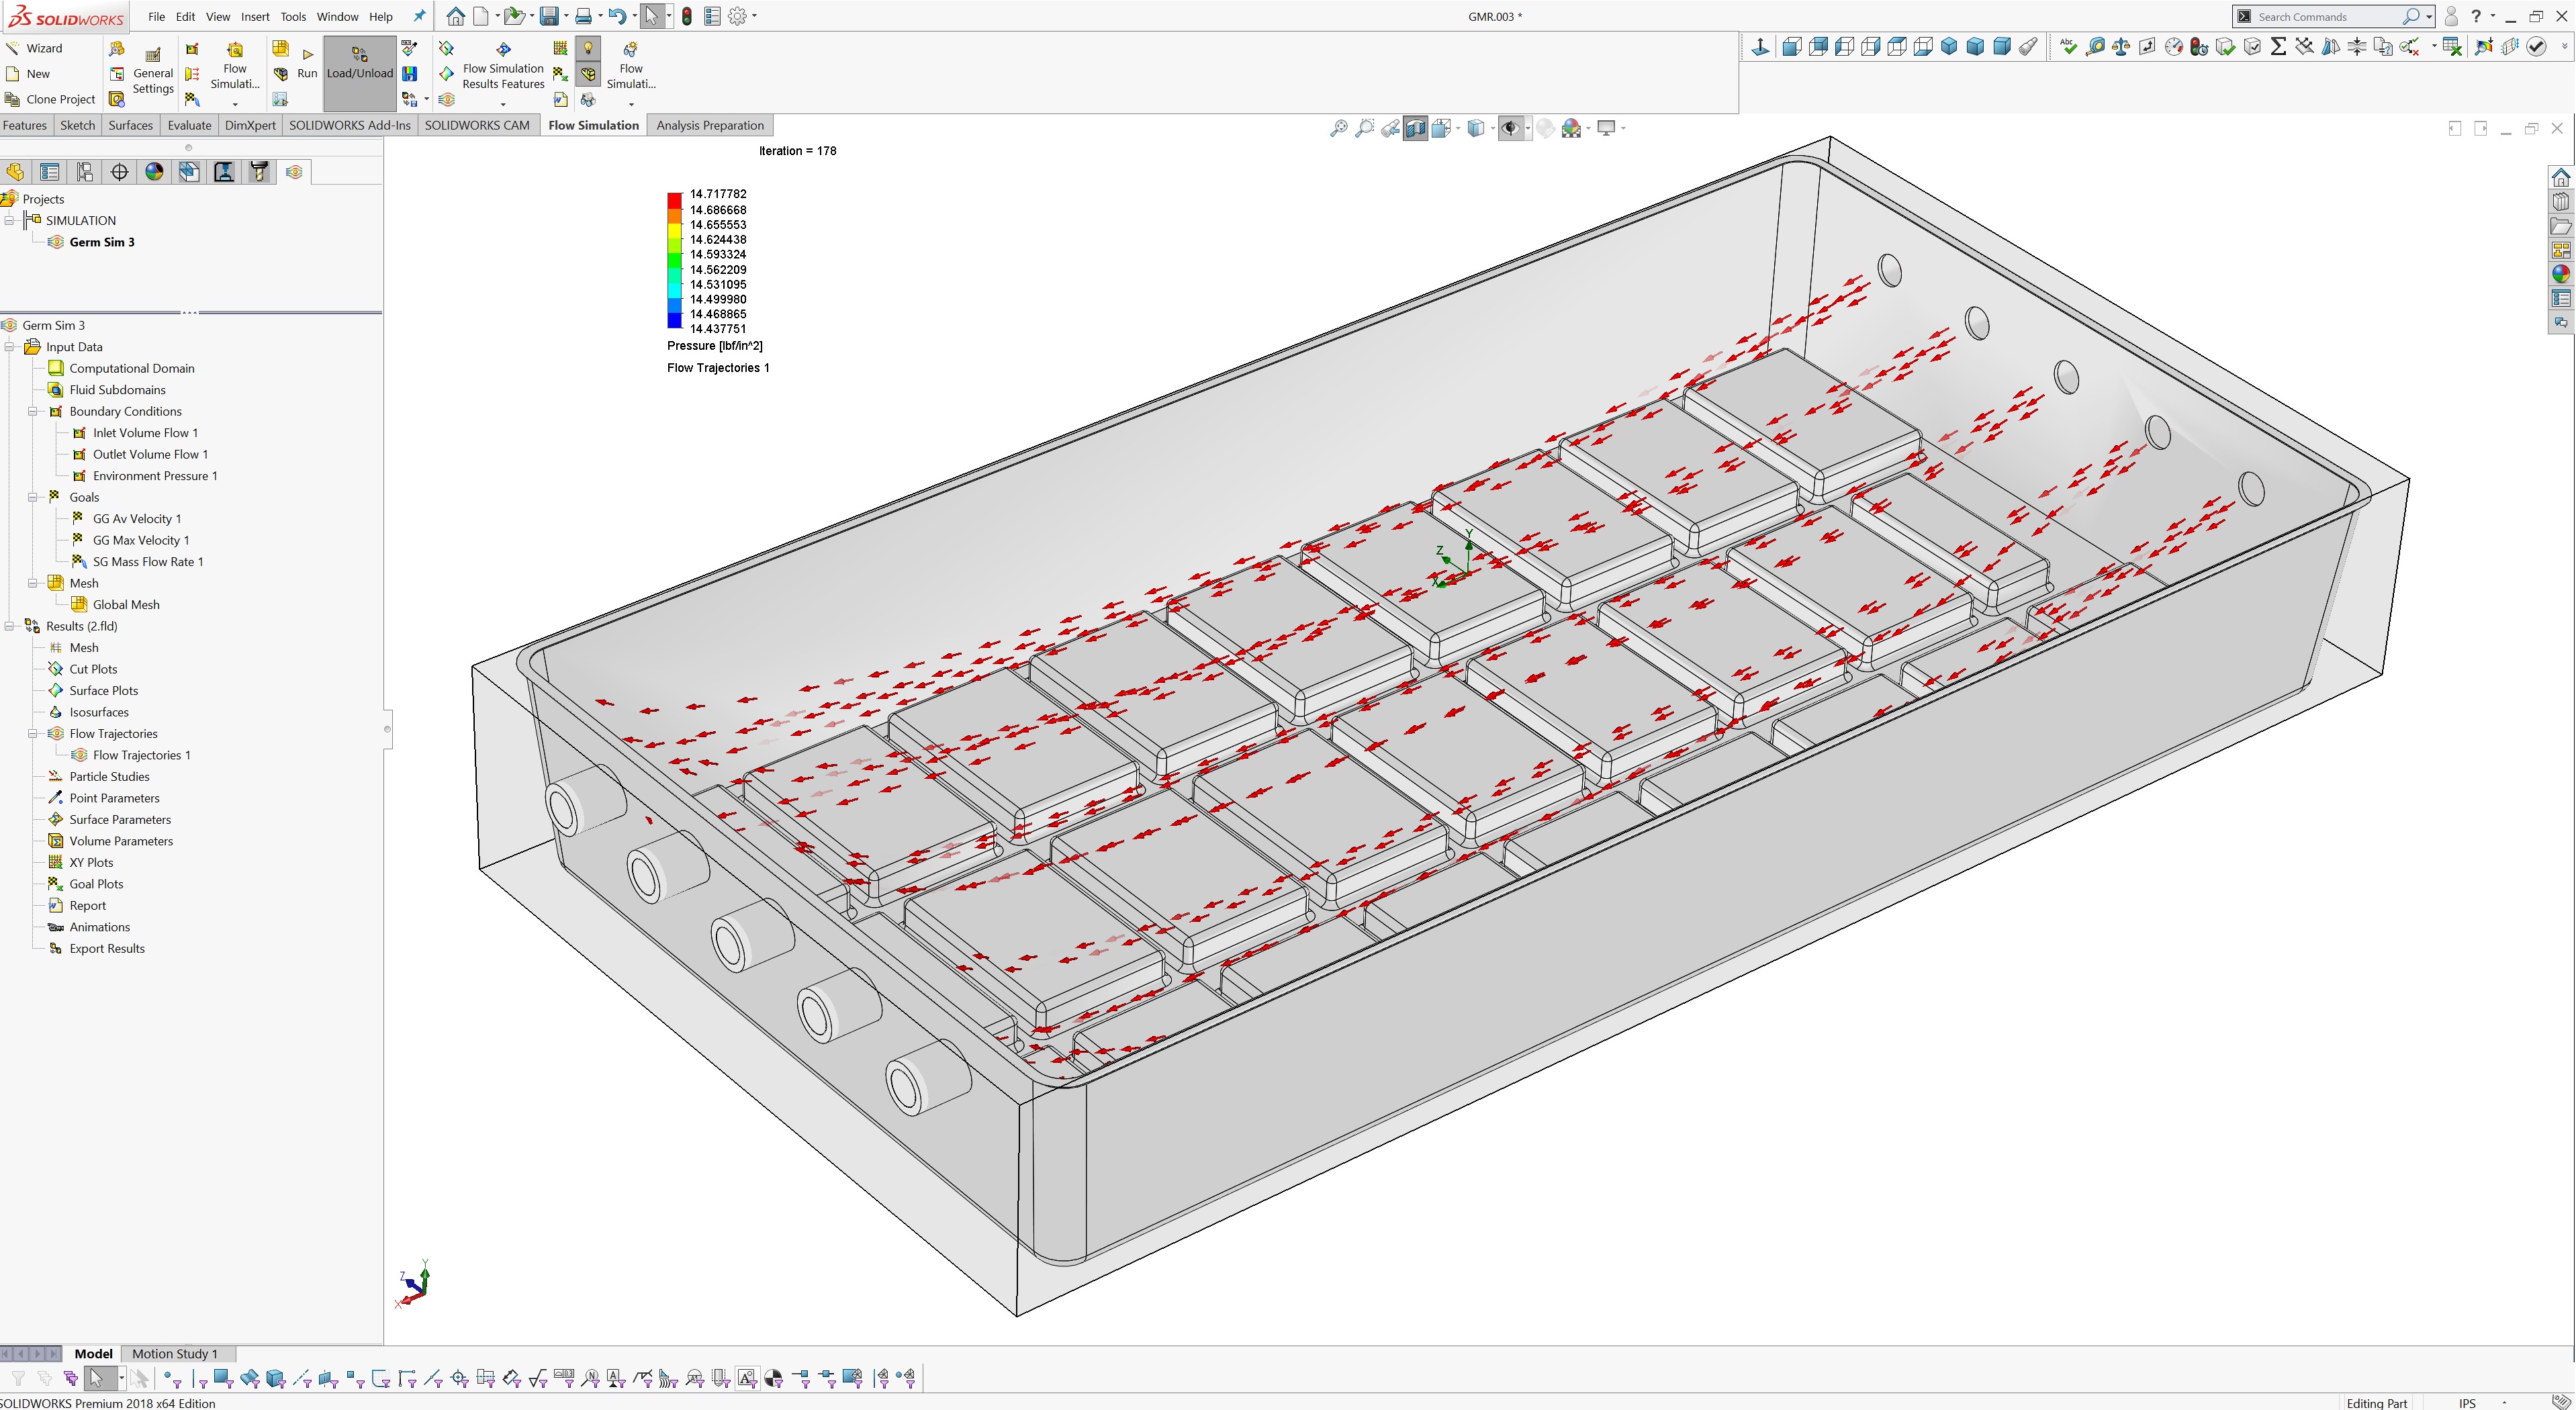 SOLIDWORKS
File Edit View Insert Tools Window Help
GMR.003 *
Search Commands
Wizard
New
Clone Project
General Settings
Flow Simulati...
Run
Load/Unload
Flow Simulation Results Features
Flow Simulati...
Features Sketch Surfaces Evaluate DimXpert SOLIDWORKS Add-Ins SOLIDWORKS CAM Flow Simulation Analysis Preparation
Projects
SIMULATION
Germ Sim 3
Germ Sim 3
Input Data
Computational Domain
Fluid Subdomains
Boundary Conditions
Inlet Volume Flow 1
Outlet Volume Flow 1
Environment Pressure 1
Goals
GG Av Velocity 1
GG Max Velocity 1
SG Mass Flow Rate 1
Mesh
Global Mesh
Results (2.fld)
Mesh
Cut Plots
Surface Plots
Isosurfaces
Flow Trajectories
Flow Trajectories 1
Particle Studies
Point Parameters
Surface Parameters
Volume Parameters
XY Plots
Goal Plots
Report
Animations
Export Results
Iteration = 178
14.717782
14.686668
14.655553
14.624438
14.593324
14.562209
14.531095
14.499980
14.468865
14.437751
Pressure [lbf/in^2]
Flow Trajectories 1
Y
Z
X
Y
Z
X
Model Motion Study 1
SOLIDWORKS Premium 2018 x64 Edition
Editing Part
IPS